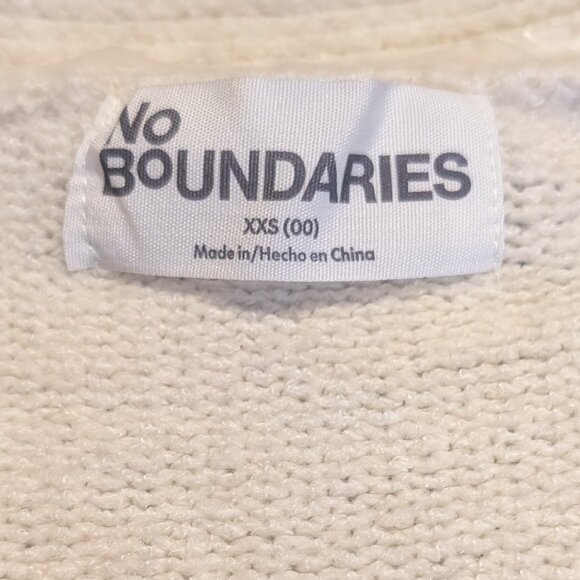 NO
BOUNDARIES
XXS (00)
Made in/Hecho en China